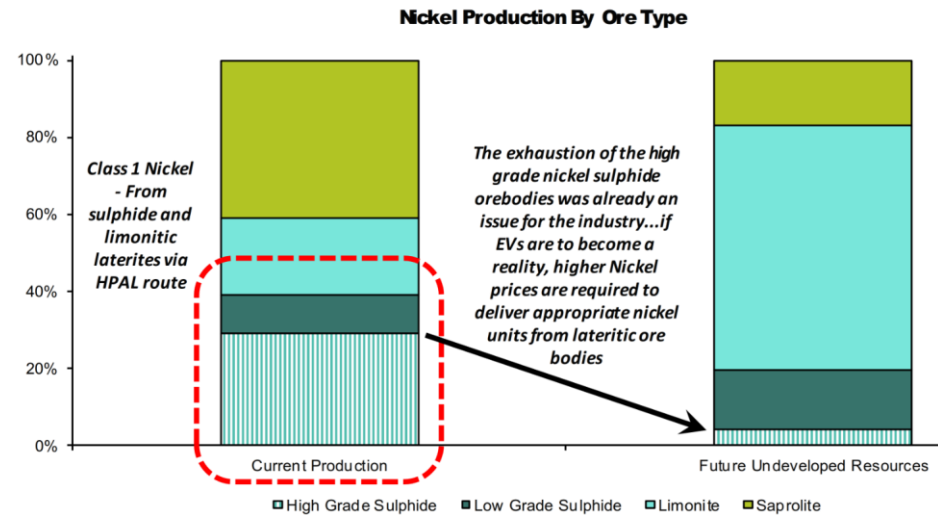 Nickel Production By Ore Type
100%
80%
60%
40%
20%
0%
Class 1 Nickel
- From
sulphide and
limonitic
laterites via
HPAL route
The exhaustion of the high
grade nickel sulphide
orebodies was already an
issue for the industry...if
EVs are to become a
reality, higher Nickel
prices are required to
deliver appropriate nickel
units from lateritic ore
bodies
Current Production
Future Undeveloped Resources
High Grade Sulphide
Low Grade Sulphide
Limonite
Saprolite